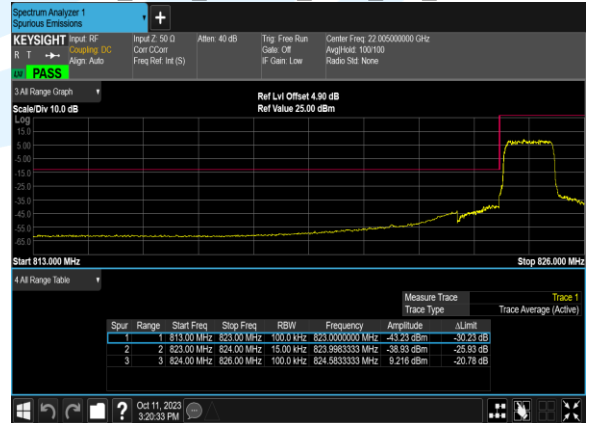 Spectrum Analyzer 1
Spurious Emissions
KEYSIGHT Input: RF Input Z: 50 Ω Atten: 40 dB Trig: Free Run Center Freq: 22.005000000 GHz
R T Coupling: DC Corr CCorr Gate: Off Avg|Hold: 100/100
Align: Auto Freq Ref: Int (S) IF Gain: Low Radio Std: None
PASS
3 All Range Graph
Ref Lvl Offset 4.90 dB
Scale/Div 10.0 dB Ref Value 25.00 dBm
Log
15.0
5.00
-5.00
-15.0
-25.0
-35.0
-45.0
-55.0
-65.0
Start 813.000 MHz Stop 826.000 MHz
4 All Range Table
Measure Trace Trace 1
Trace Type Trace Average (Active)
Spur Range Start Freq Stop Freq RBW Frequency Amplitude ΔLimit
1 1 813.00 MHz 823.00 MHz 100.0 kHz 823.0000000 MHz -43.23 dBm -30.23 dB
2 2 823.00 MHz 824.00 MHz 15.00 kHz 823.9983333 MHz -38.93 dBm -25.93 dB
3 3 824.00 MHz 826.00 MHz 100.0 kHz 824.5833333 MHz 9.216 dBm -20.78 dB
? Oct 11, 2023
3:20:33 PM